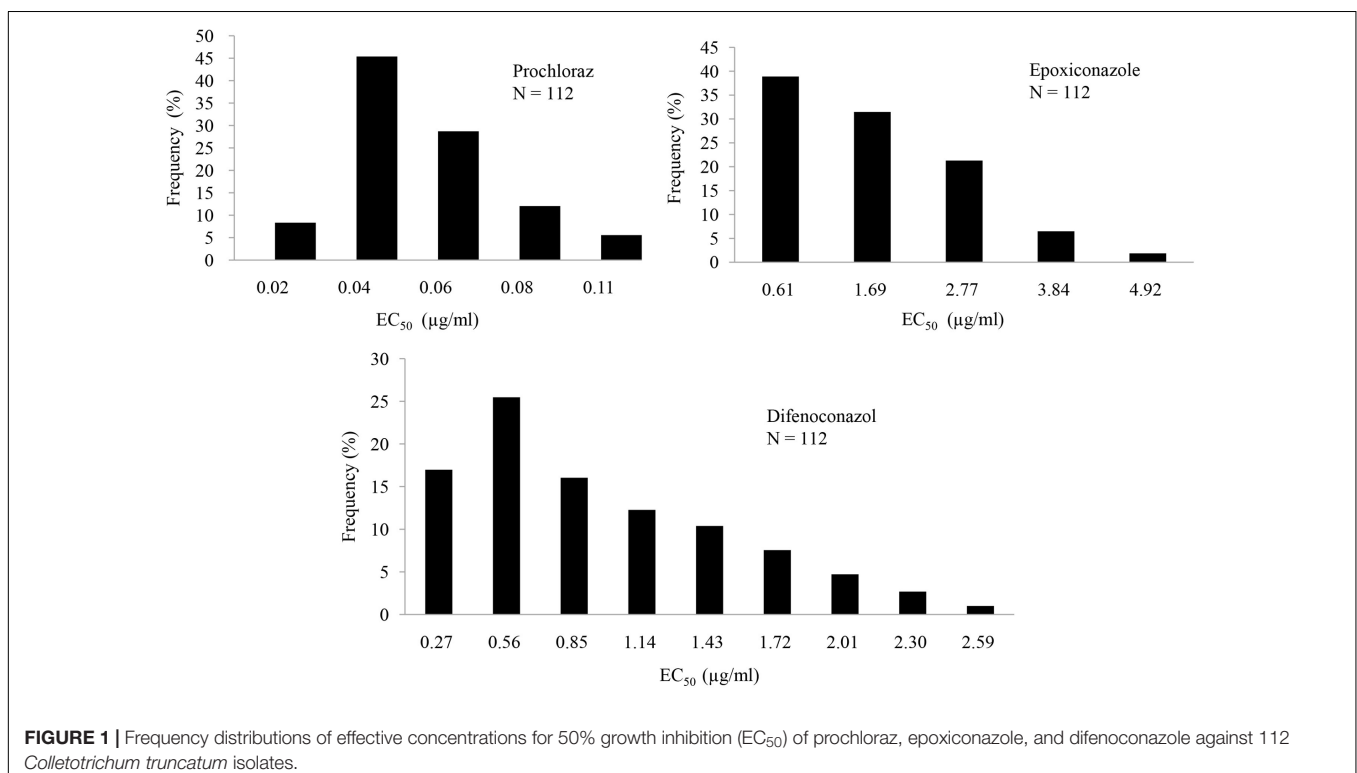 50
45
40
35
30
25
20
15
10
5
0
Frequency (%)
Prochloraz
N = 112
0.02 0.04 0.06 0.08 0.11
EC50 (µg/ml)
45
40
35
30
25
20
15
10
5
0
Frequency (%)
Epoxiconazole
N = 112
0.61 1.69 2.77 3.84 4.92
EC50 (µg/ml)
30
25
20
15
10
5
0
Frequency (%)
Difenoconazol
N = 112
0.27 0.56 0.85 1.14 1.43 1.72 2.01 2.30 2.59
EC50 (µg/ml)
FIGURE 1 | Frequency distributions of effective concentrations for 50% growth inhibition (EC50) of prochloraz, epoxiconazole, and difenoconazole against 112
Colletotrichum truncatum isolates.